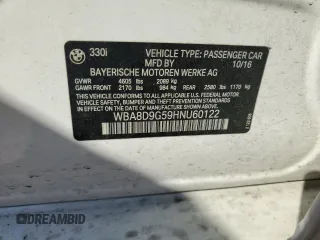 330i
VEHICLE TYPE: PASSENGER CAR
MFD BY 10/16
BAYERISCHE MOTOREN WERKE AG
GVWR 4605 lbs 2089 kg
GAWR FRONT 2170 lbs 984 kg REAR 2580 lbs 1170 kg
THIS VEHICLE CONFORMS TO ALL APPLICABLE
FEDERAL MOTOR VEHICLE SAFETY, BUMPER,
AND THEFT PREVENTION STANDARDS
IN EFFECT ON THE DATE OF MANUFACTURE
SHOWN ABOVE.
WBA8D9G59HNU60122
AUTOBIDMASTER